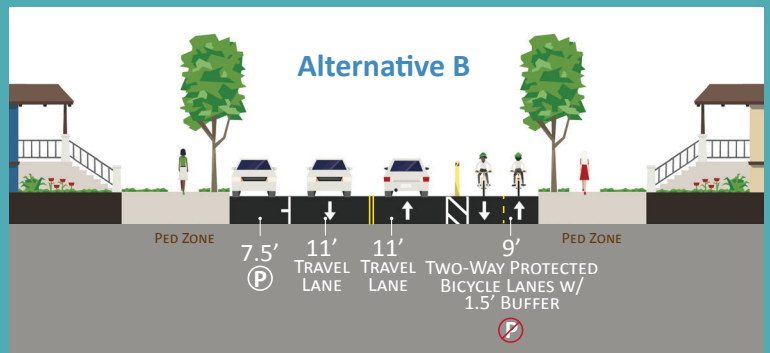 Alternative B
PED ZONE
7.5’
P
11’
TRAVEL
LANE
11’
TRAVEL
LANE
9’
TWO-WAY PROTECTED
BICYCLE LANES W/
1.5’ BUFFER
P
PED ZONE